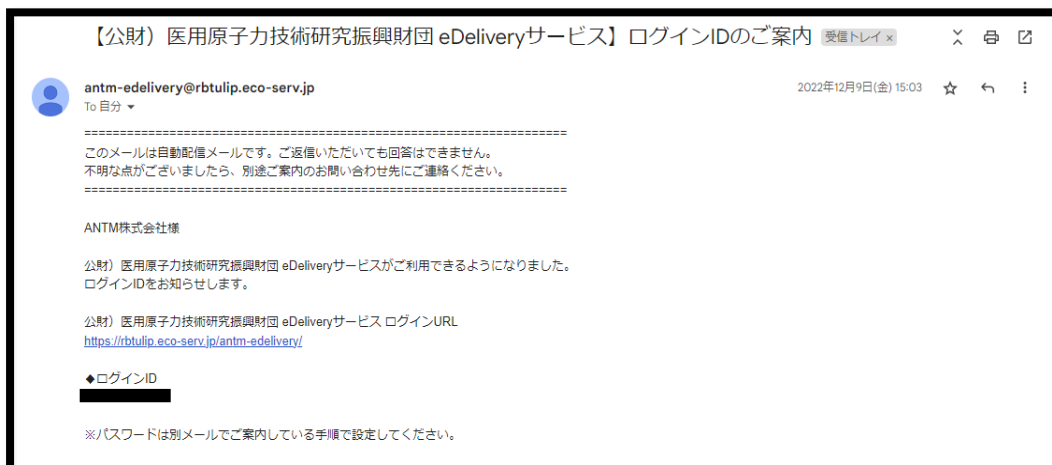 【公財）医用原子力技術研究振興財団 eDeliveryサービス】ログインIDのご案内 受信トレイ ×
antm-edelivery@rbtulip.eco-serv.jp 2022年12月9日(金) 15:03
To 自分
====================================================================
このメールは自動配信メールです。ご返信いただいても回答はできません。
不明な点がございましたら、別途ご案内のお問い合わせ先にご連絡ください。
====================================================================
ANTM株式会社様
公財）医用原子力技術研究振興財団 eDeliveryサービスがご利用できるようになりました。
ログインIDをお知らせします。
公財）医用原子力技術研究振興財団 eDeliveryサービス ログインURL
https://rbtulip.eco-serv.jp/antm-edelivery/
◆ログインID
※パスワードは別メールでご案内している手順で設定してください。